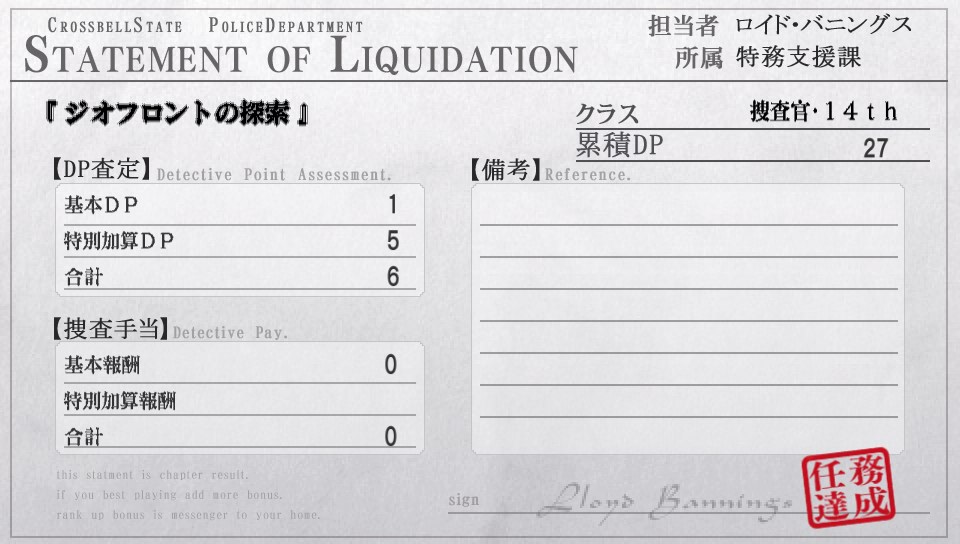 CROSSBELLSTATE POLICEDEPARTMENT
STATEMENT OF LIQUIDATION
担当者 ロイド・バニングス
所属 特務支援課
『ジオフロントの探索』
クラス 捜査官・14th
累積DP 27
【DP査定】Detective Point Assessment.
基本DP 1
特別加算DP 5
合計 6
【捜査手当】Detective Pay.
基本報酬 0
特別加算報酬
合計 0
【備考】Reference.
this statment is chapter result.
if you best playing add more bonus.
rank up bonus is messenger to your home.
sign Lloyd Bannings
任務達成